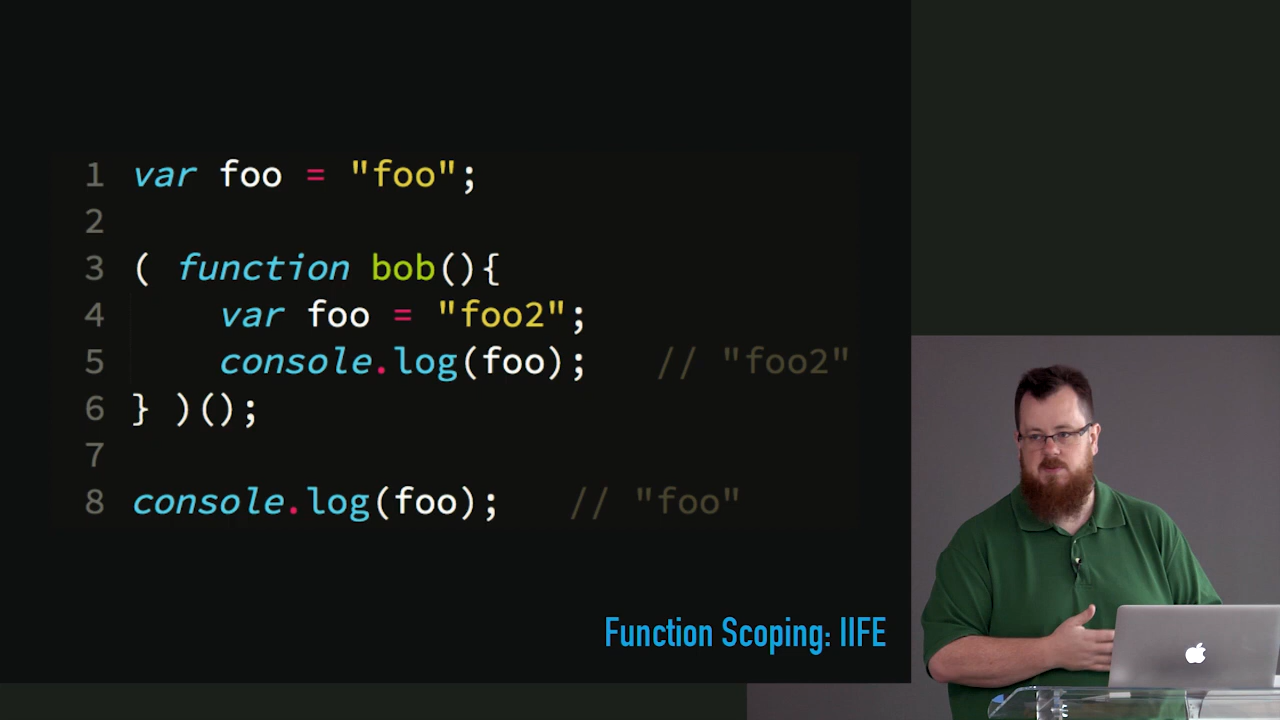 1 var foo = "foo";
2
3 ( function bob(){
4     var foo = "foo2";
5     console.log(foo);   // "foo2"
6 } )();
7
8 console.log(foo);   // "foo"
Function Scoping: IIFE